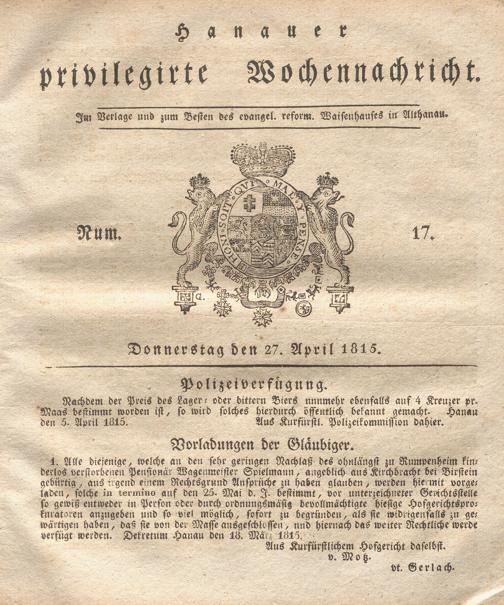 Hanauer
privilegirte Wochennachricht.
Im Verlage und zum Besten des evangel. reform. Waisenhauses in Althanau.
HONI SOIT QUI MAL Y PENSE
Num. 17.
Donnerstag den 27. April 1815.
Polizeiverfügung.
Nachdem der Preis des Lager- oder bittern Biers nunmehr ebenfalls auf 4 Kreuzer pr.
Maas bestimmt worden ist, so wird solches hierdurch öffentlich bekannt gemacht. Hanau
den 5. April 1815. Aus Kurfürstl. Polizeikommission dahier.
Vorladungen der Gläubiger.
1. Alle diejenige, welche an den sehr geringen Nachlaß des ohnlängst zu Rumpenheim kin-
derlos verstorbenen Pensionär Wagenmeister Spielmann, angeblich aus Kirchbracht bei Birstein
gebürtig, aus irgend einem Rechtsgrund Ansprüche zu haben glauben, werden hiermit vorge-
laden, solche in termino auf den 25. Mai d. J. bestimmt, vor unterzeichneter Gerichtsstelle
so gewiß entweder in Person oder durch ordnungsmäßig bevollmächtigte hiesige Hofgerichtspro-
kuratoren anzugeben und so viel möglich, sofort zu begründen, als sie widrigenfalls zu ge-
wärtigen haben, daß sie von der Masse ausgeschlossen, und hiernach das weiter Rechtliche werde
verfügt werden. Dekretum Hanau den 18. März 1815.
Aus Kurfürstlichem Hofgericht daselbst.
v. Motz.
vt. Gerlach.